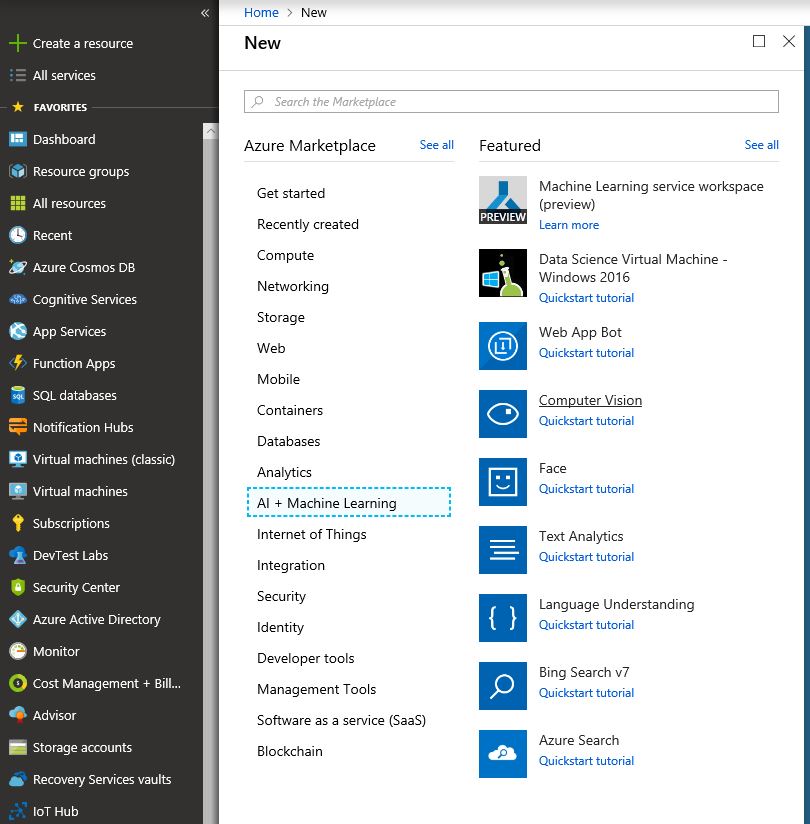 «
Create a resource
All services
FAVORITES
Dashboard
Resource groups
All resources
Recent
Azure Cosmos DB
Cognitive Services
App Services
Function Apps
SQL
SQL databases
Notification Hubs
Virtual machines (classic)
Virtual machines
Subscriptions
DevTest Labs
Security Center
Azure Active Directory
Monitor
Cost Management + Bill...
Advisor
Storage accounts
Recovery Services vaults
IoT Hub
Home > New
New
Search the Marketplace
Azure Marketplace See all
Get started
Recently created
Compute
Networking
Storage
Web
Mobile
Containers
Databases
Analytics
AI + Machine Learning
Internet of Things
Integration
Security
Identity
Developer tools
Management Tools
Software as a service (SaaS)
Blockchain
Featured See all
PREVIEW
Machine Learning service workspace
(preview)
Learn more
Data Science Virtual Machine -
Windows 2016
Quickstart tutorial
Web App Bot
Quickstart tutorial
Computer Vision
Quickstart tutorial
Face
Quickstart tutorial
Text Analytics
Quickstart tutorial
{ }
Language Understanding
Quickstart tutorial
Bing Search v7
Quickstart tutorial
Azure Search
Quickstart tutorial